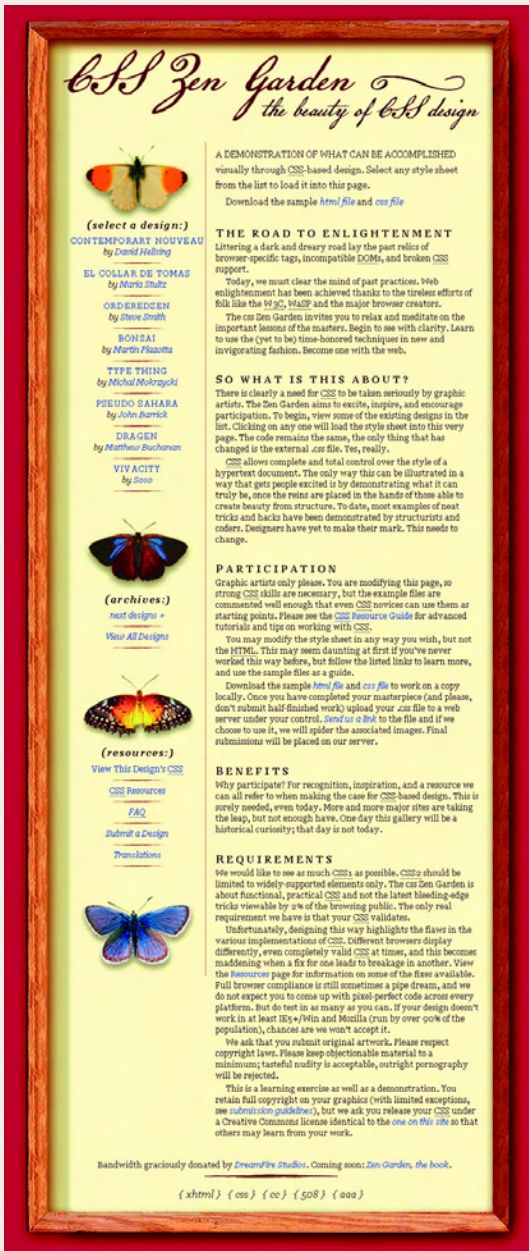 CSS Zen Garden
the beauty of CSS design
(select a design:)
CONTEMPORARY NOUVEAU
by David Hellsing
EL COLLAR DE TOMAS
by Maria Stultz
ORDEREDZEN
by Steve Smith
BONSAI
by Martin Plazotta
TYPE THING
by Michal Mokrzycki
PSEUDO SAHARA
by John Barrick
DRAGEN
by Matthew Buchanan
VIVACITY
by Soso
(archives:)
next designs »
View All Designs
(resources:)
View This Design's CSS
CSS Resources
FAQ
Submit a Design
Translations
A DEMONSTRATION OF WHAT CAN BE ACCOMPLISHED
visually through CSS-based design. Select any style sheet
from the list to load it into this page.
Download the sample html file and css file
THE ROAD TO ENLIGHTENMENT
Littering a dark and dreary road lay the past relics of
browser-specific tags, incompatible DOMs, and broken CSS
support.
Today, we must clear the mind of past practices. Web
enlightenment has been achieved thanks to the tireless efforts of
folk like the W3C, WaSP and the major browser creators.
The css Zen Garden invites you to relax and meditate on the
important lessons of the masters. Begin to see with clarity. Learn
to use the (yet to be) time-honored techniques in new and
invigorating fashion. Become one with the web.
SO WHAT IS THIS ABOUT?
There is clearly a need for CSS to be taken seriously by graphic
artists. The Zen Garden aims to excite, inspire, and encourage
participation. To begin, view some of the existing designs in the
list. Clicking on any one will load the style sheet into this very
page. The code remains the same, the only thing that has
changed is the external .css file. Yes, really.
CSS allows complete and total control over the style of a
hypertext document. The only way this can be illustrated in a
way that gets people excited is by demonstrating what it can
truly be, once the reins are placed in the hands of those able to
create beauty from structure. To date, most examples of neat
tricks and hacks have been demonstrated by structurists and
coders. Designers have yet to make their mark. This needs to
change.
PARTICIPATION
Graphic artists only please. You are modifying this page, so
strong CSS skills are necessary, but the example files are
commented well enough that even CSS novices can use them as
starting points. Please see the CSS Resource Guide for advanced
tutorials and tips on working with CSS.
You may modify the style sheet in any way you wish, but not
the HTML. This may seem daunting at first if you've never
worked this way before, but follow the listed links to learn more,
and use the sample files as a guide.
Download the sample html file and css file to work on a copy
locally. Once you have completed your masterpiece (and please,
don't submit half-finished work) upload your .css file to a web
server under your control. Send us a link to the file and if we
choose to use it, we will spider the associated images. Final
submissions will be placed on our server.
BENEFITS
Why participate? For recognition, inspiration, and a resource we
can all refer to when making the case for CSS-based design. This is
sorely needed, even today. More and more major sites are taking
the leap, but not enough have. One day this gallery will be a
historical curiosity; that day is not today.
REQUIREMENTS
We would like to see as much CSS1 as possible. CSS2 should be
limited to widely-supported elements only. The css Zen Garden is
about functional, practical CSS and not the latest bleeding-edge
tricks viewable by 2% of the browsing public. The only real
requirement we have is that your CSS validates.
Unfortunately, designing this way highlights the flaws in the
various implementations of CSS. Different browsers display
differently, even completely valid CSS at times, and this becomes
maddening when a fix for one leads to breakage in another. View
the Resources page for information on some of the fixes available.
Full browser compliance is still sometimes a pipe dream, and we
do not expect you to come up with pixel-perfect code across every
platform. But do test in as many as you can. If your design doesn't
work in at least IE5+/Win and Mozilla (run by over 90% of the
population), chances are we won't accept it.
We ask that you submit original artwork. Please respect
copyright laws. Please keep objectionable material to a
minimum; tasteful nudity is acceptable, outright pornography
will be rejected.
This is a learning exercise as well as a demonstration. You
retain full copyright on your graphics (with limited exceptions,
see submission guidelines), but we ask you release your CSS under
a Creative Commons license identical to the one on this site so that
others may learn from your work.
Bandwidth graciously donated by DreamFire Studios. Coming soon: Zen Garden, the book.
{ xhtml } { css } { cc } { 508 } { aaa }